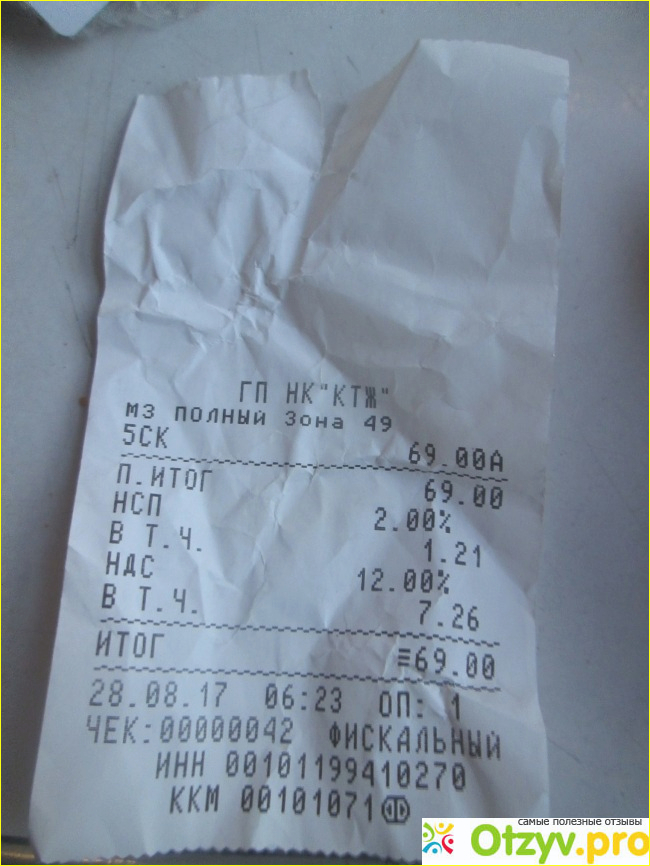 ГП НК"КТЖ"
МЗ ПОЛНЫЙ Зона 49
5СК
69.00А
П.ИТОГ 69.00
НСП 2.00%
В Т.Ч. 1.21
НДС 12.00%
В Т.Ч. 7.26
ИТОГ ≡69.00
28.08.17 06:23 ОП: 1
ЧЕК:00000042 ФИСКАЛЬНЫЙ
ИНН 00101199410270
ККМ 00101071
самые полезные отзывы
Otzyv.pro